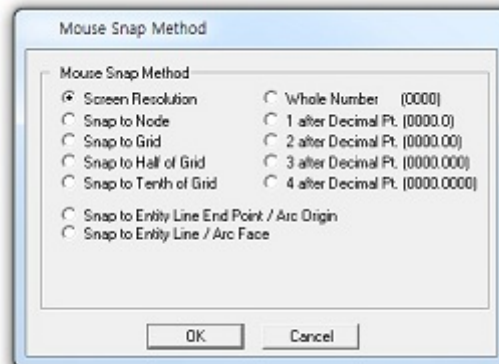 Mouse Snap Method
Mouse Snap Method
Screen Resolution
Snap to Node
Snap to Grid
Snap to Half of Grid
Snap to Tenth of Grid
Whole Number (0000)
1 after Decimal Pt. (0000.0)
2 after Decimal Pt. (0000.00)
3 after Decimal Pt. (0000.000)
4 after Decimal Pt. (0000.0000)
Snap to Entity Line End Point / Arc Origin
Snap to Entity Line / Arc Face
OK
Cancel